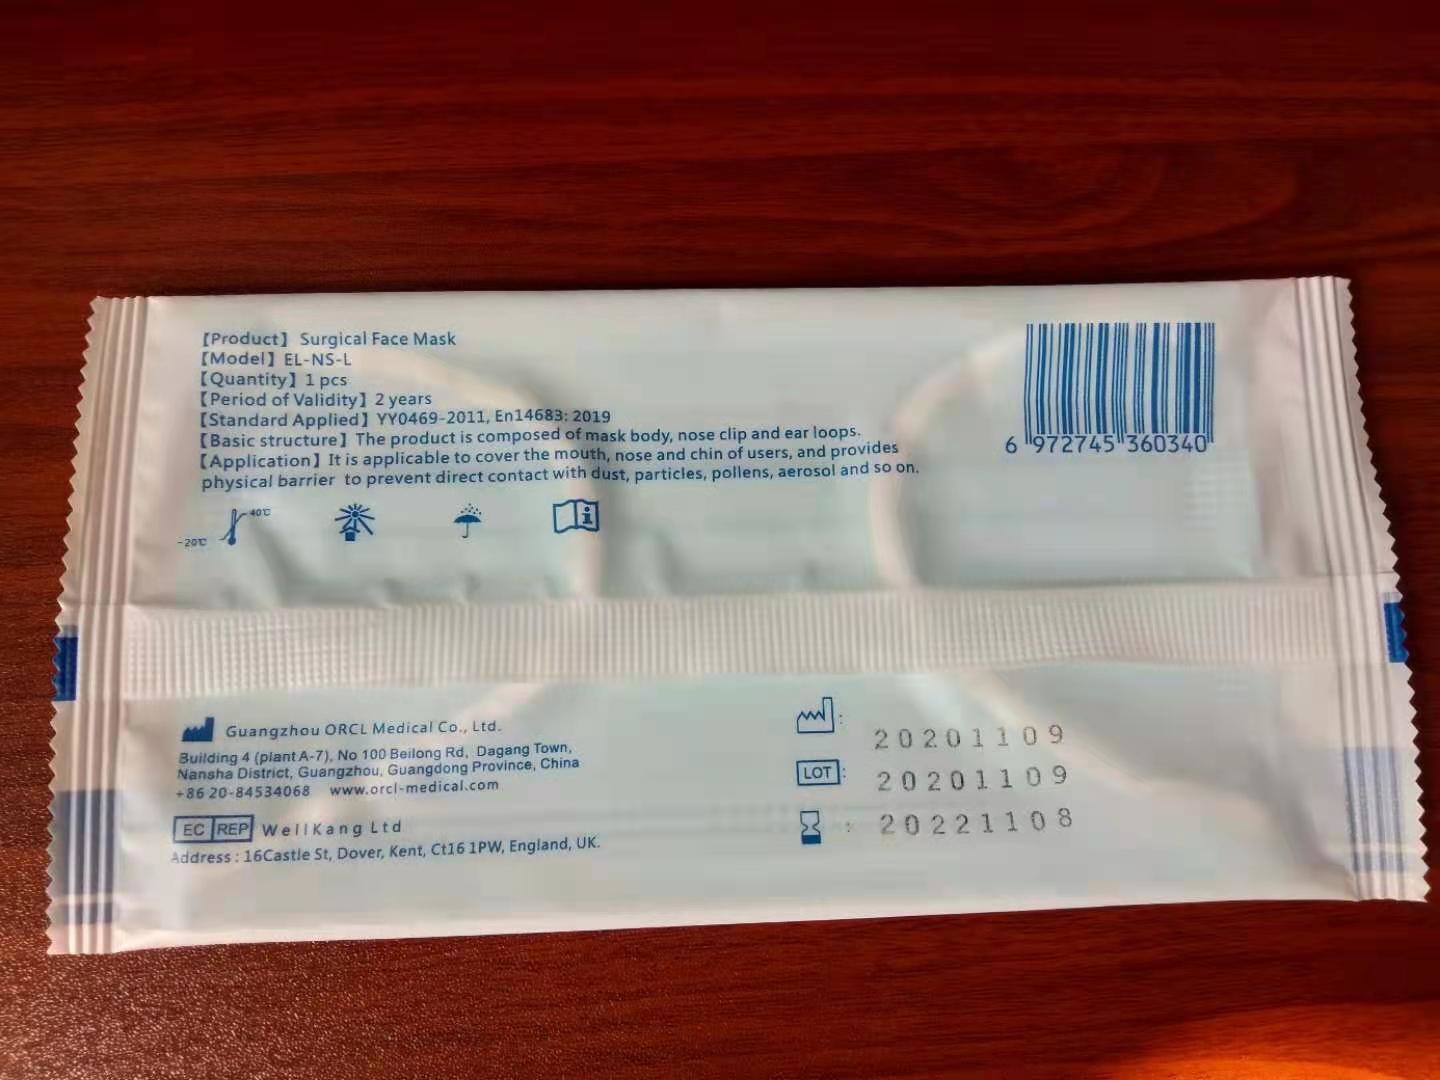 【Product】 Surgical Face Mask
【Model】 EL-NS-L
【Quantity】 1 pcs
【Period of Validity】 2 years
【Standard Applied】 YY0469-2011, En14683: 2019
【Basic structure】 The product is composed of mask body, nose clip and ear loops.
【Application】 It is applicable to cover the mouth, nose and chin of users, and provides
physical barrier to prevent direct contact with dust, particles, pollens, aerosol and so on.
6 972745 360340
40℃
-20℃
Guangzhou ORCL Medical Co., Ltd.
Building 4 (plant A-7), No 100 Beilong Rd, Dagang Town,
Nansha District, Guangzhou, Guangdong Province, China
+86 20-84534068 www.orcl-medical.com
EC REP WellKang Ltd
Address : 16Castle St, Dover, Kent, Ct16 1PW, England, UK.
: 20201109
LOT : 20201109
: 20221108